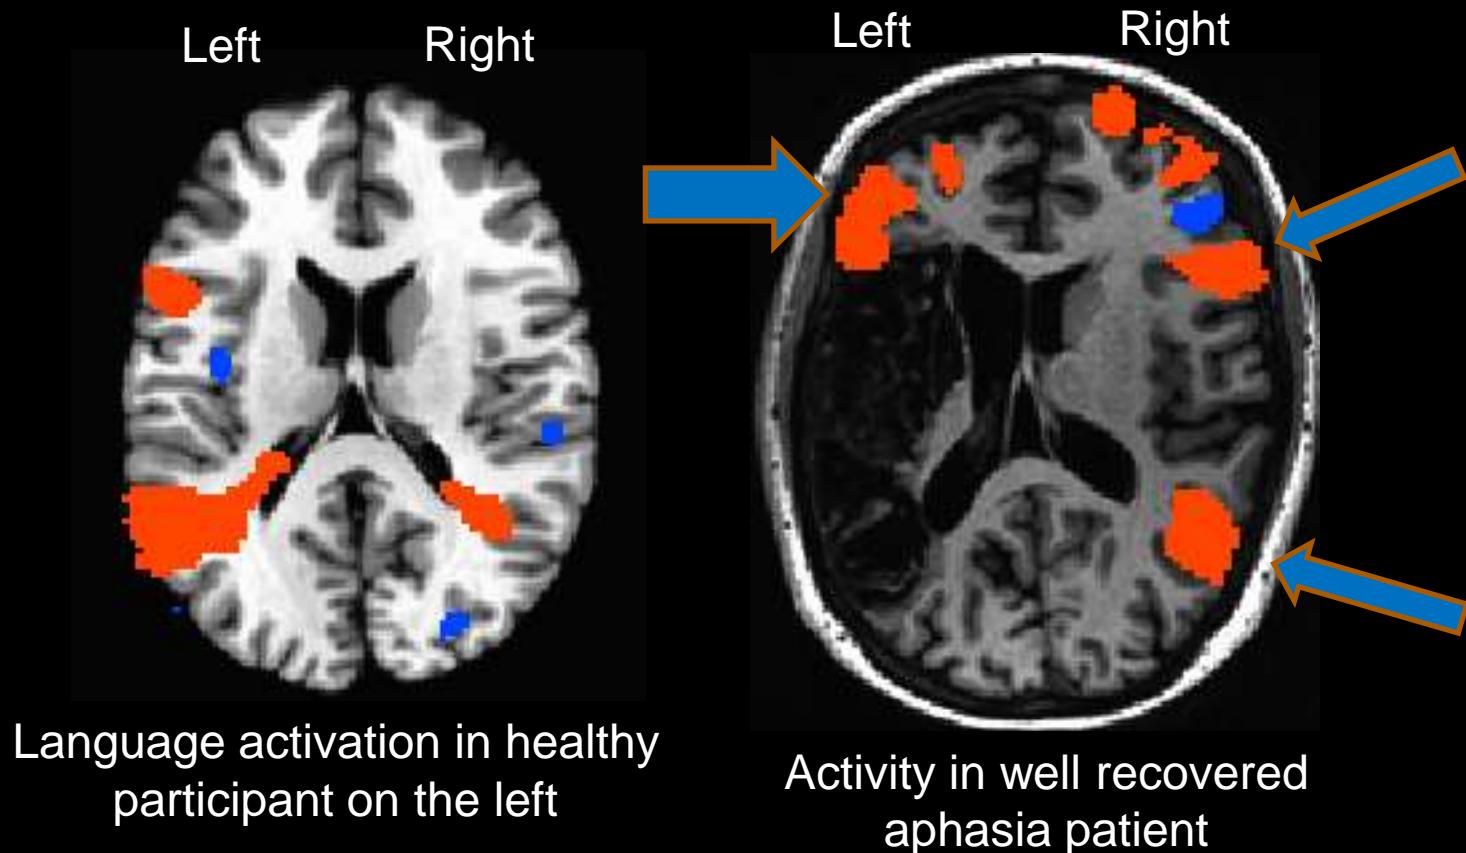 Left
Right
Language activation in healthy
participant on the left
Left
Right
Activity in well recovered
aphasia patient